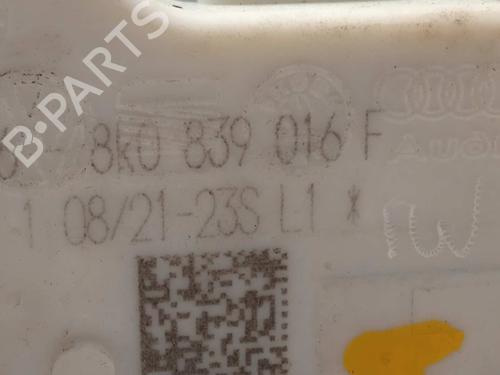 8K0 839 016 F
1 08/21-23S L1 *
Audi
B-PARTS